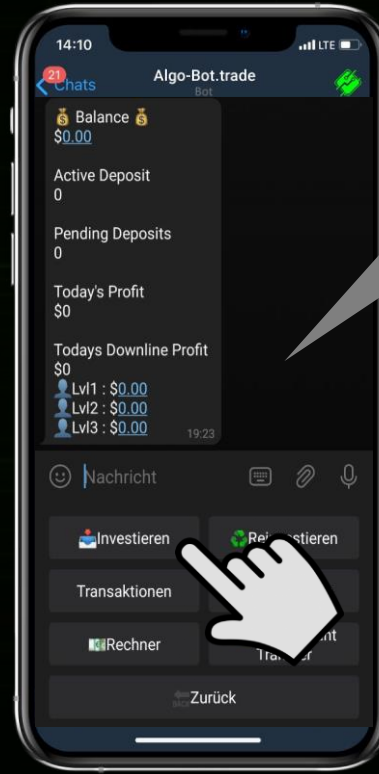 14:10
LTE
21
Chats
Algo-Bot.trade
Bot
Balance
$0.00
Active Deposit
0
Pending Deposits
0
Today's Profit
$0
Todays Downline Profit
$0
Lvl1 : $0.00
Lvl2 : $0.00
Lvl3 : $0.00
19:23
Nachricht
Investieren
Transaktionen
Rechner
BACK Zurück